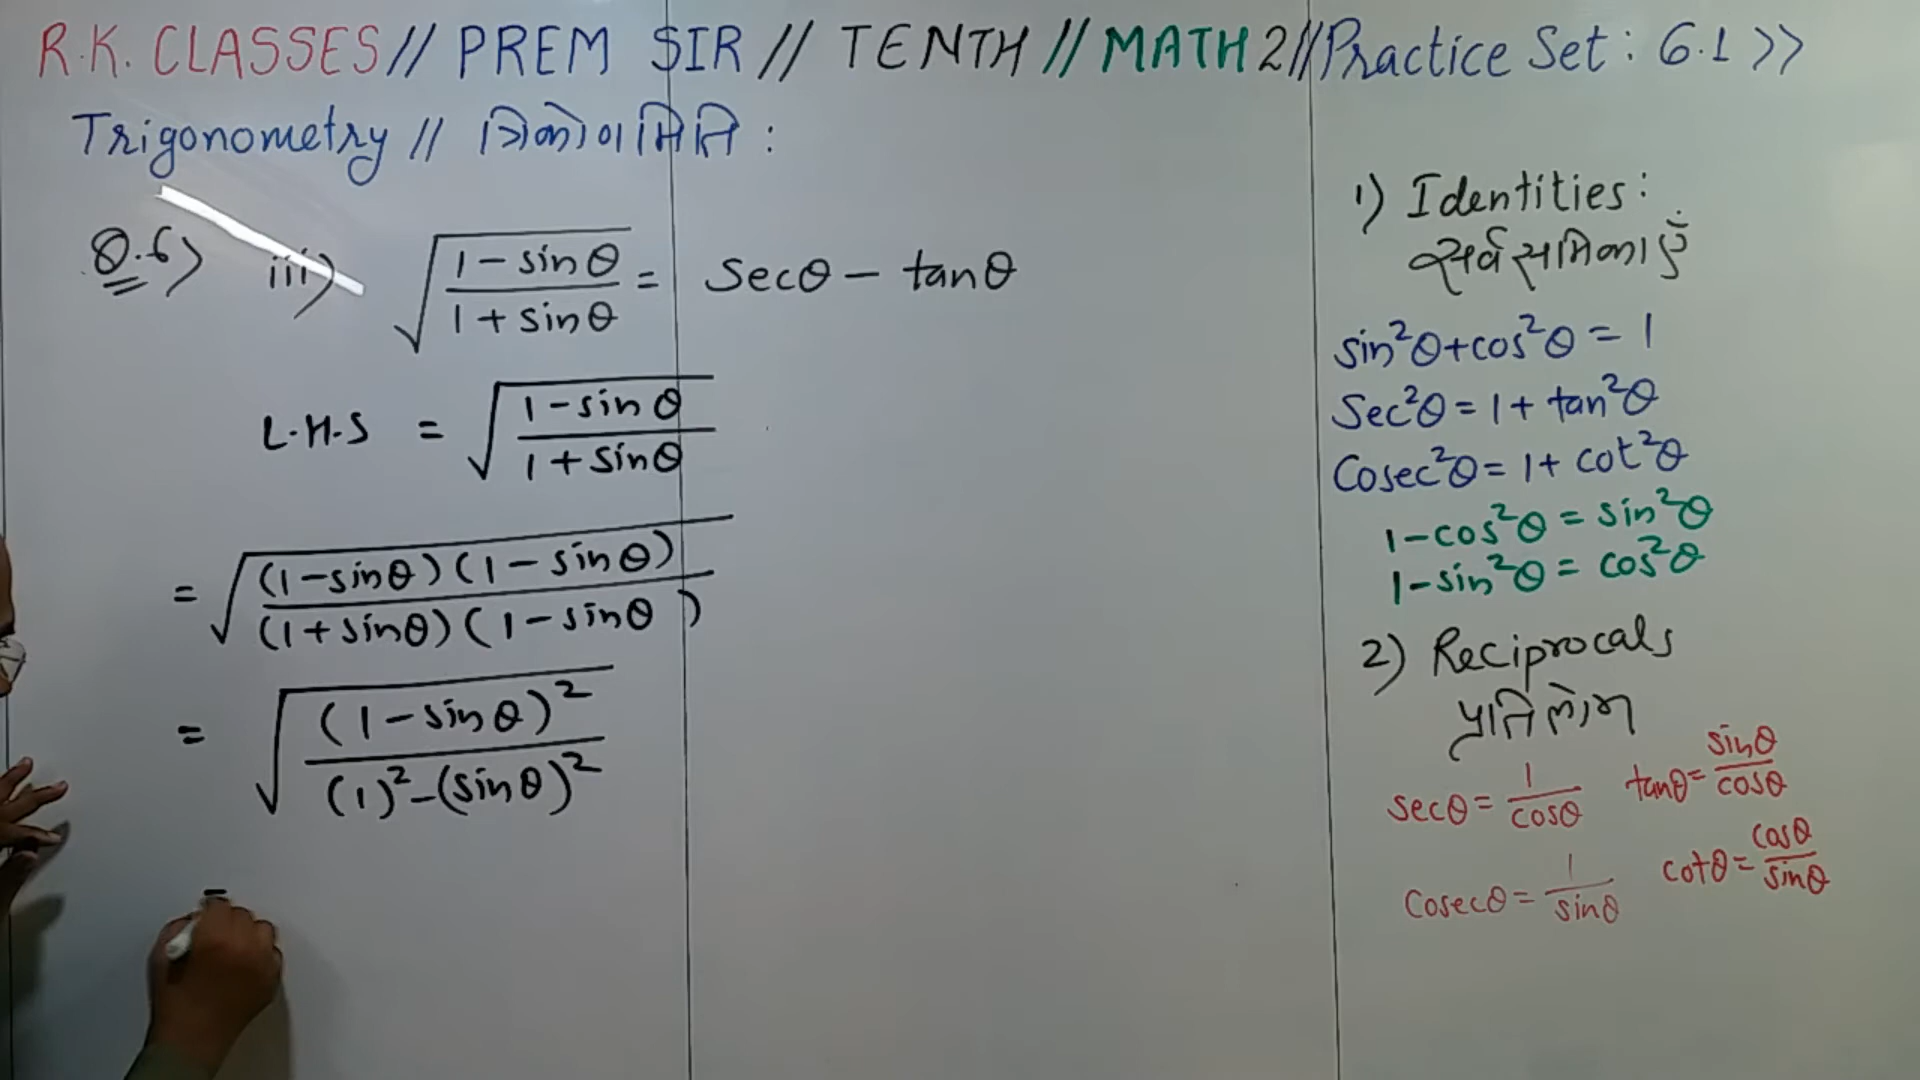 R.K. CLASSES // PREM SIR // TENTH // MATH 2 // Practice Set : 6.1 >>
Trigonometry // त्रिकोणमिति :
Q.6) iii) √((1 - sinθ)/(1 + sinθ)) = secθ - tanθ
L.H.S = √((1 - sinθ)/(1 + sinθ))
= √((1 - sinθ)(1 - sinθ)/(1 + sinθ)(1 - sinθ))
= √((1 - sinθ)²/((1)² - (sinθ)²))
=
1) Identities :
सर्वसमिकाएँ
sin²θ + cos²θ = 1
Sec²θ = 1 + tan²θ
Cosec²θ = 1 + cot²θ
1 - cos²θ = sin²θ
1 - sin²θ = cos²θ
2) Reciprocals
प्रतिलोम
secθ = 1/cosθ tanθ = sinθ/cosθ
Cosecθ = 1/sinθ cotθ = cosθ/sinθ